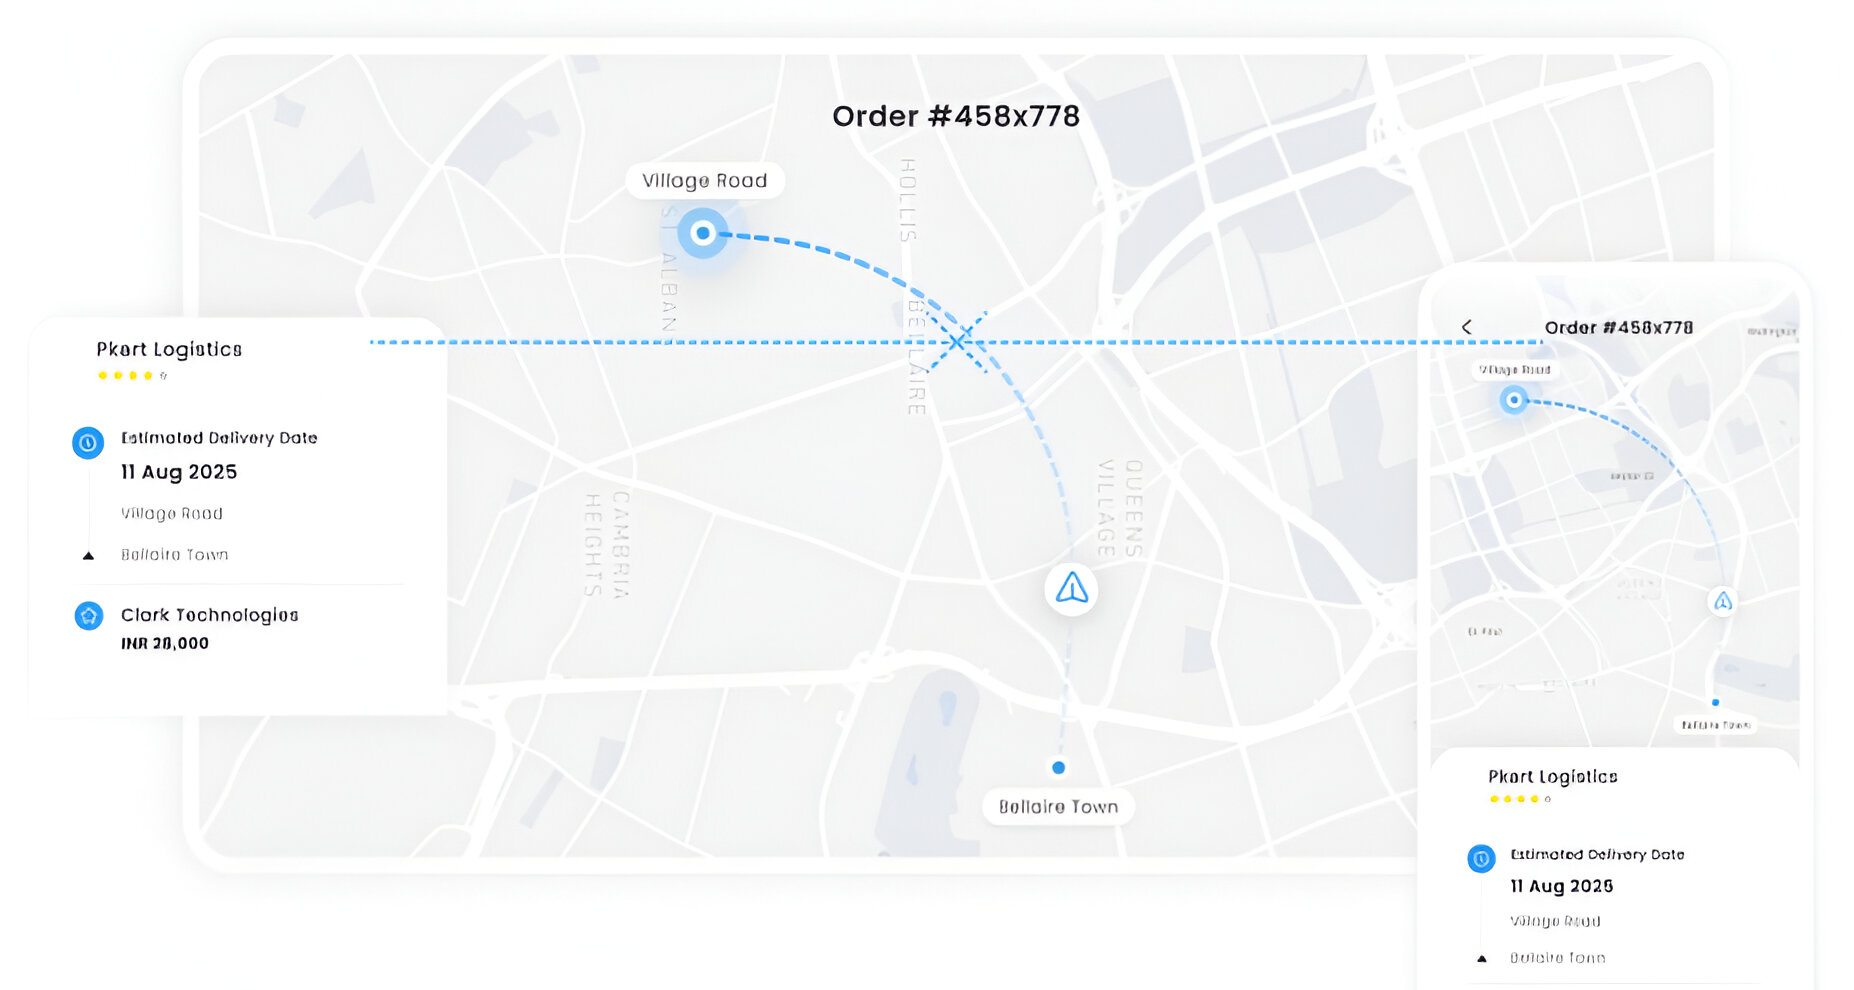 Order #458x778
Village Road
HOLLIS
ST ALBAN
BELLAIRE
QUEENS
VILLAGE
CAMBRIA
HEIGHTS
Bellaire Town
Pkart Logistics
Estimated Delivery Date
11 Aug 2025
Village Road
Bellaire Town
Clark Technologies
INR 28,000
Order #458x778
Village Road
Bellaire Town
Pkart Logistics
Estimated Delivery Date
11 Aug 2025
Village Road
Bellaire Town